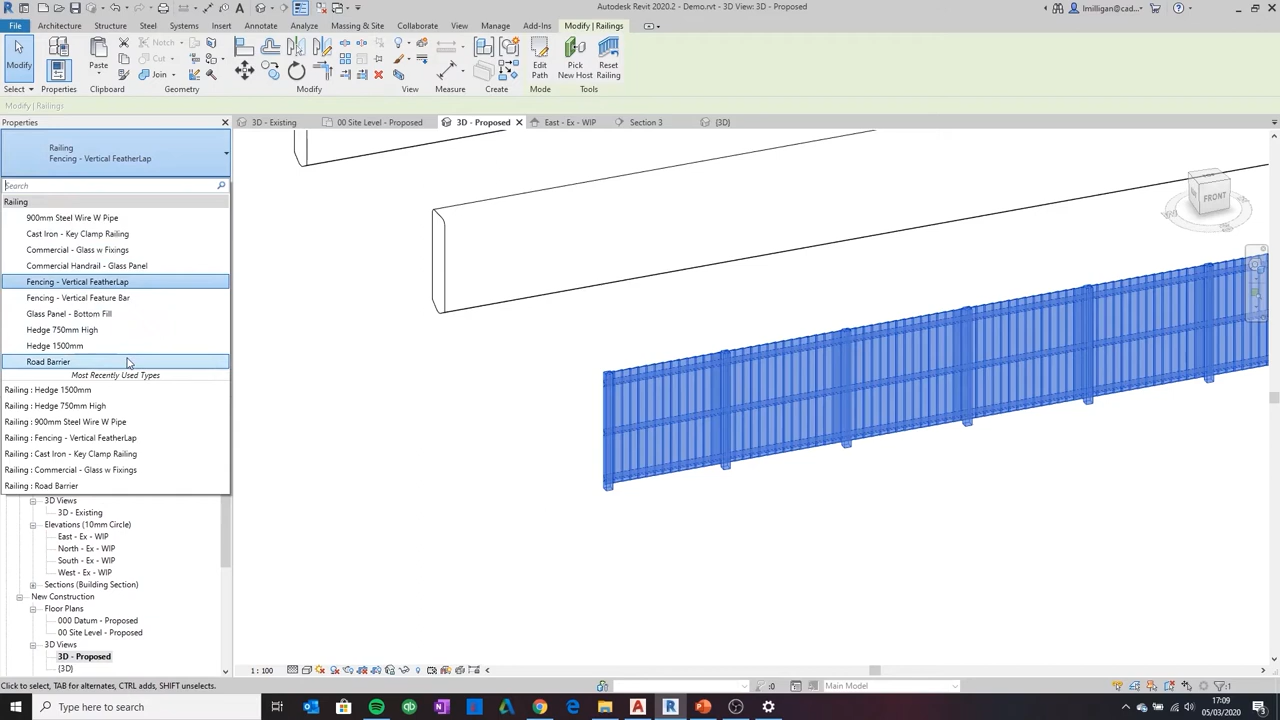 Autodesk Revit 2020.2 - Demo.rvt - 3D View: 3D - Proposed
lmilligan@cad...
File Architecture Structure Steel Systems Insert Annotate Analyze Massing & Site Collaborate View Manage Add-Ins Modify | Railings
Modify Paste Notch Cut Join Edit Path Pick New Host Reset Railing
Select Properties Clipboard Geometry Modify View Measure Create Mode Tools
Modify | Railings
Properties
3D - Existing 00 Site Level - Proposed 3D - Proposed East - Ex - WIP Section 3 {3D}
Railing
Fencing - Vertical FeatherLap
Search
Railing
900mm Steel Wire W Pipe
Cast Iron - Key Clamp Railing
Commercial - Glass w Fixings
Commercial Handrail - Glass Panel
Fencing - Vertical FeatherLap
Fencing - Vertical Feature Bar
Glass Panel - Bottom Fill
Hedge 750mm High
Hedge 1500mm
Road Barrier
Most Recently Used Types
Railing : Hedge 1500mm
Railing : Hedge 750mm High
Railing : 900mm Steel Wire W Pipe
Railing : Fencing - Vertical FeatherLap
Railing : Cast Iron - Key Clamp Railing
Railing : Commercial - Glass w Fixings
Railing : Road Barrier
3D Views
3D - Existing
Elevations (10mm Circle)
East - Ex - WIP
North - Ex - WIP
South - Ex - WIP
West - Ex - WIP
Sections (Building Section)
New Construction
Floor Plans
000 Datum - Proposed
00 Site Level - Proposed
3D Views
3D - Proposed
{3D}
FRONT
1 : 100
Click to select, TAB for alternates, CTRL adds, SHIFT unselects.
:0
Main Model
:1
Type here to search
17:09
05/03/2020